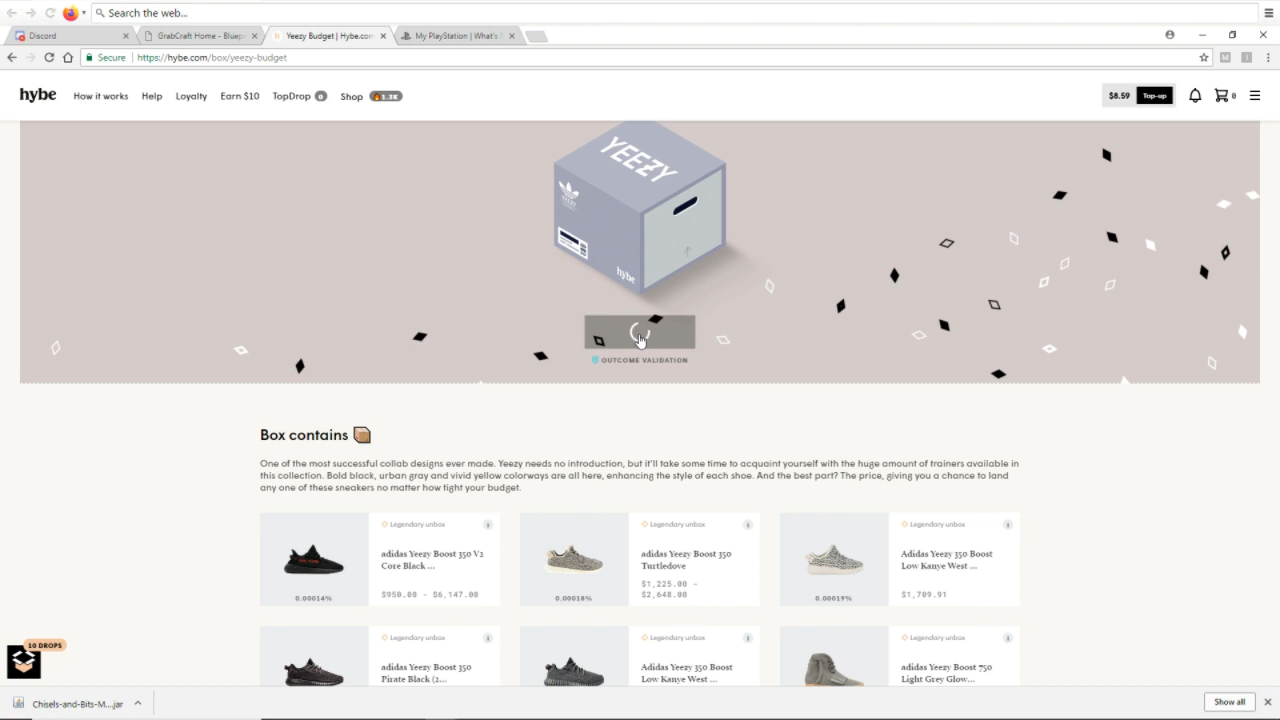 Search the web...
Discord
GrabCraft Home - Bluep
Yeezy Budget | Hybe.com
My PlayStation | What's
Secure
https://hybe.com/box/yeezy-budget
hybe
How it works
Help
Loyalty
Earn $10
TopDrop 0
Shop 1.3K
$8.59
Top-up
0
YEEZY
YEEZY
hybe
OUTCOME VALIDATION
Box contains
One of the most successful collab designs ever made. Yeezy needs no introduction, but it'll take some time to acquaint yourself with the huge amount of trainers available in
this collection. Bold black, urban gray and vivid yellow colorways are all here, enhancing the style of each shoe. And the best part? The price, giving you a chance to land
any one of these sneakers no matter how tight your budget.
Legendary unbox
adidas Yeezy Boost 350 V2
Core Black ...
$950.00 - $6,147.00
0.00014%
Legendary unbox
adidas Yeezy Boost 350
Turtledove
$1,225.00 -
$2,648.00
0.00018%
Legendary unbox
Adidas Yeezy 350 Boost
Low Kanye West ...
$1,709.91
0.00019%
10 DROPS
Legendary unbox
adidas Yeezy Boost 350
Pirate Black (2...
Legendary unbox
Adidas Yeezy 350 Boost
Low Kanye West ...
Legendary unbox
adidas Yeezy Boost 750
Light Grey Glow...
Chisels-and-Bits-M....jar
Show all